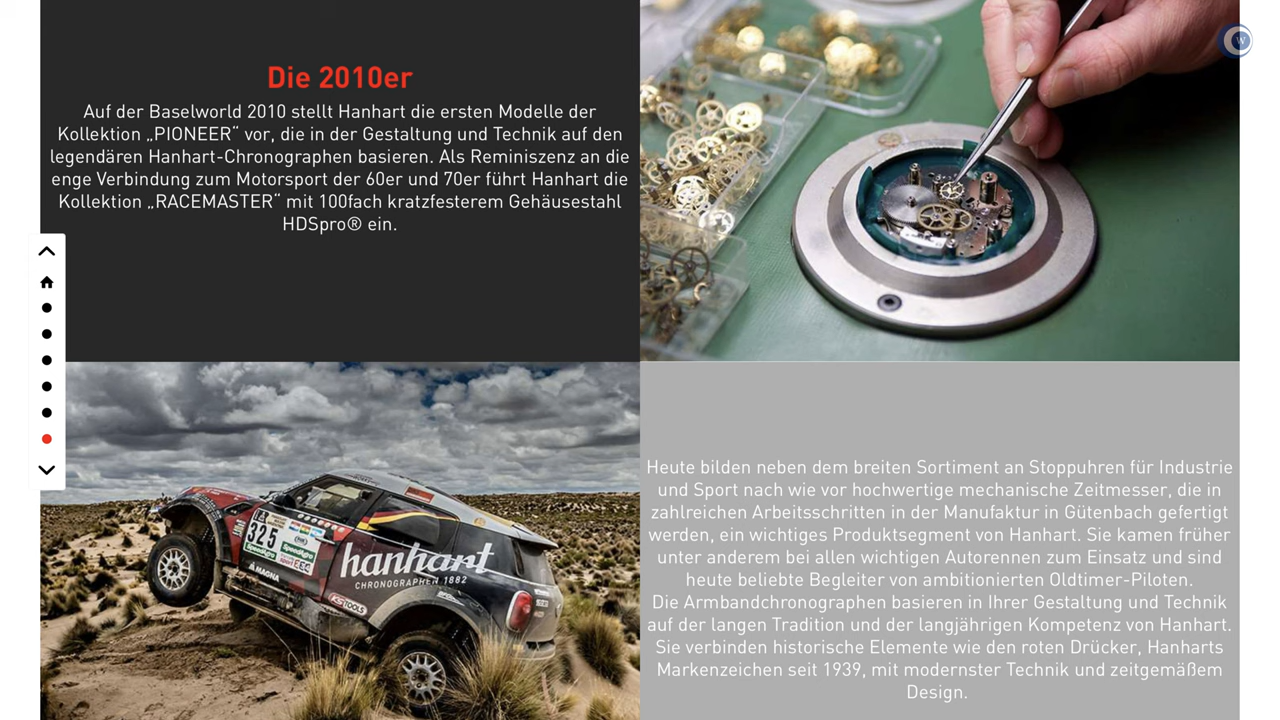 Die 2010er
Auf der Baselworld 2010 stellt Hanhart die ersten Modelle der
Kollektion „PIONEER“ vor, die in der Gestaltung und Technik auf den
legendären Hanhart-Chronographen basieren. Als Reminiszenz an die
enge Verbindung zum Motorsport der 60er und 70er führt Hanhart die
Kollektion „RACEMASTER“ mit 100fach kratzfesterem Gehäusestahl
HDSpro® ein.
W
325
SpeedAgro
MAGNA
hanhart
CHRONOGRAPHEN 1882
KSTOOLS
Heute bilden neben dem breiten Sortiment an Stoppuhren für Industrie
und Sport nach wie vor hochwertige mechanische Zeitmesser, die in
zahlreichen Arbeitsschritten in der Manufaktur in Gütenbach gefertigt
werden, ein wichtiges Produktsegment von Hanhart. Sie kamen früher
unter anderem bei allen wichtigen Autorennen zum Einsatz und sind
heute beliebte Begleiter von ambitionierten Oldtimer-Piloten.
Die Armbandchronographen basieren in Ihrer Gestaltung und Technik
auf der langen Tradition und der langjährigen Kompetenz von Hanhart.
Sie verbinden historische Elemente wie den roten Drücker, Hanharts
Markenzeichen seit 1939, mit modernster Technik und zeitgemäßem
Design.